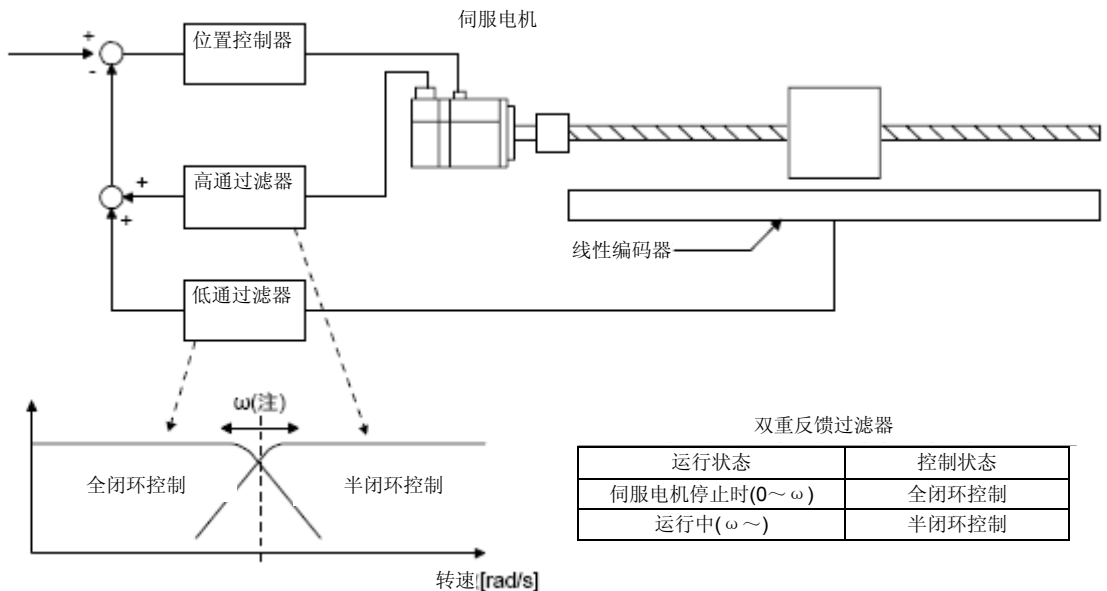 伺服电机
+
位置控制器
-
高通过滤器
+
+
线性编码器
低通过滤器
ω(注)
全闭环控制
半闭环控制
转速[rad/s]
双重反馈过滤器
运行状态 控制状态
伺服电机停止时(0～ω) 全闭环控制
运行中(ω～) 半闭环控制